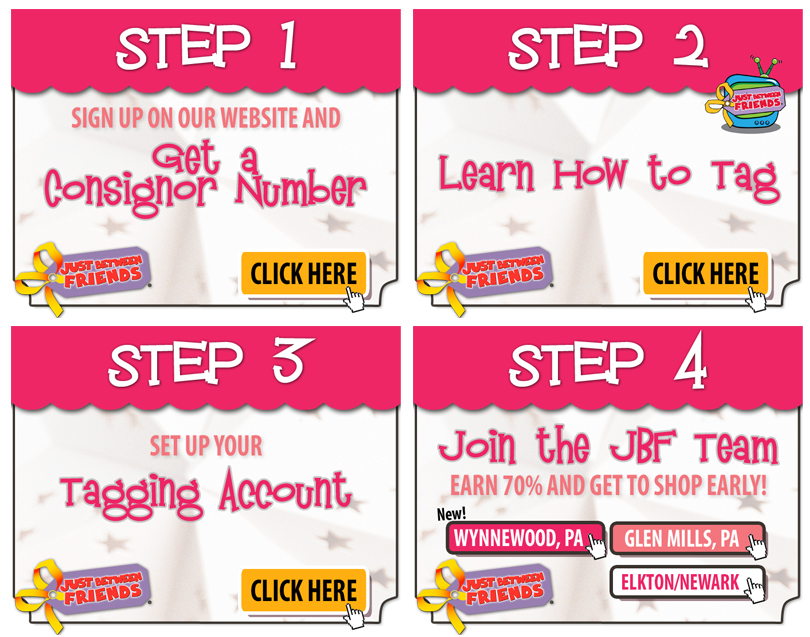 STEP 1
SIGN UP ON OUR WEBSITE AND
Get a
Consignor Number
JUST BETWEEN
FRIENDS
CLICK HERE
STEP 2
JUST BETWEEN
FRIENDS
Learn How to Tag
JUST BETWEEN
FRIENDS
CLICK HERE
STEP 3
SET UP YOUR
Tagging Account
JUST BETWEEN
FRIENDS
CLICK HERE
STEP 4
Join the JBF Team
EARN 70% AND GET TO SHOP EARLY!
New!
WYNNEWOOD, PA
GLEN MILLS, PA
ELKTON/NEWARK
JUST BETWEEN
FRIENDS